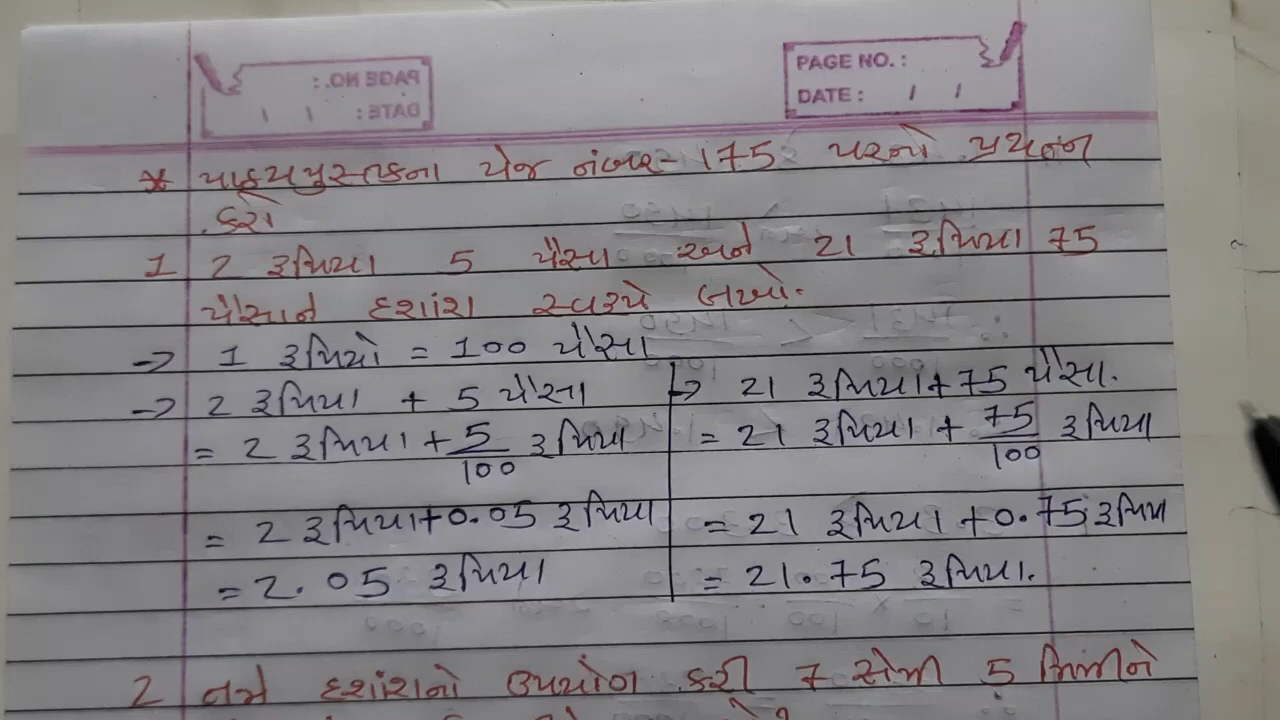 PAGE NO. :
DATE : / /
* પાઠ્યપુસ્તકના પેજ નંબર - 175 પરનો પ્રયત્ન
કરો
1 2 રૂપિયા 5 પૈસા અને 21 રૂપિયા 75
પૈસાને દશાંશ સ્વરૂપે લખો.
→ 1 રૂપિયો = 100 પૈસા
→ 2 રૂપિયા + 5 પૈસા
= 2 રૂપિયા + 5/100 રૂપિયા
= 2 રૂપિયા + 0.05 રૂપિયા
= 2.05 રૂપિયા
→ 21 રૂપિયા + 75 પૈસા.
= 21 રૂપિયા + 75/100 રૂપિયા
= 21 રૂપિયા + 0.75 રૂપિયા
= 21.75 રૂપિયા.
2 તમે દશાંશનો ઉપયોગ કરી 7 સેમી 5 મિમીને